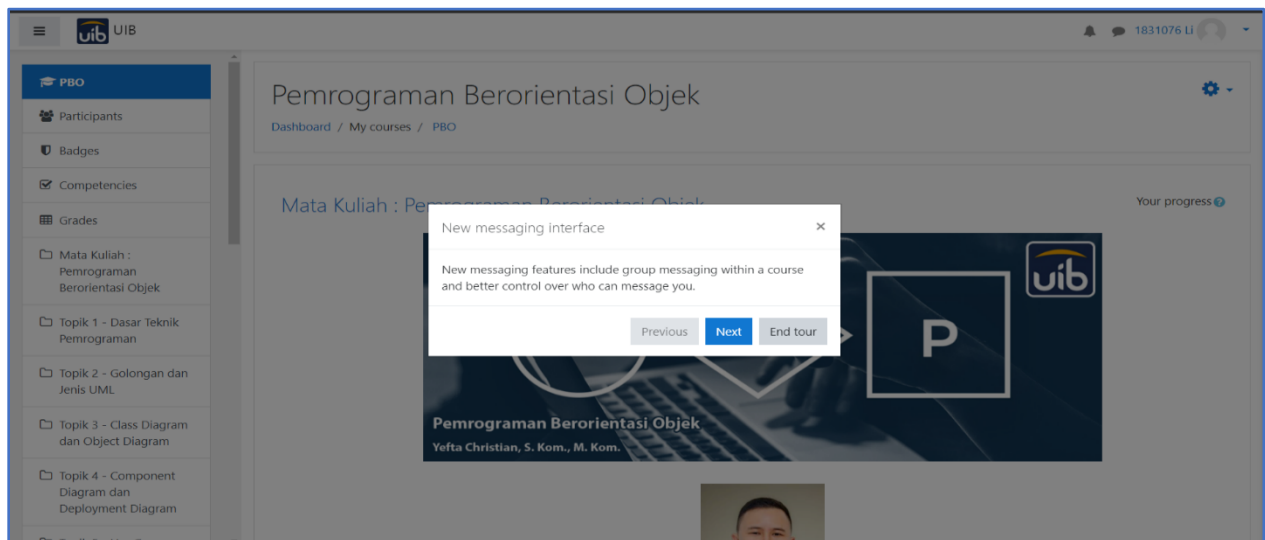 uib UIB
1831076 Li
PBO
Participants
Badges
Competencies
Grades
Mata Kuliah :
Pemrograman
Berorientasi Objek
Topik 1 - Dasar Teknik
Pemrograman
Topik 2 - Golongan dan
Jenis UML
Topik 3 - Class Diagram
dan Object Diagram
Topik 4 - Component
Diagram dan
Deployment Diagram
Pemrograman Berorientasi Objek
Dashboard / My courses / PBO
Mata Kuliah : Pemrograman Berorientasi Objek
Your progress
New messaging interface
New messaging features include group messaging within a course
and better control over who can message you.
Previous Next End tour
uib
P
Pemrograman Berorientasi Objek
Yefta Christian, S. Kom., M. Kom.